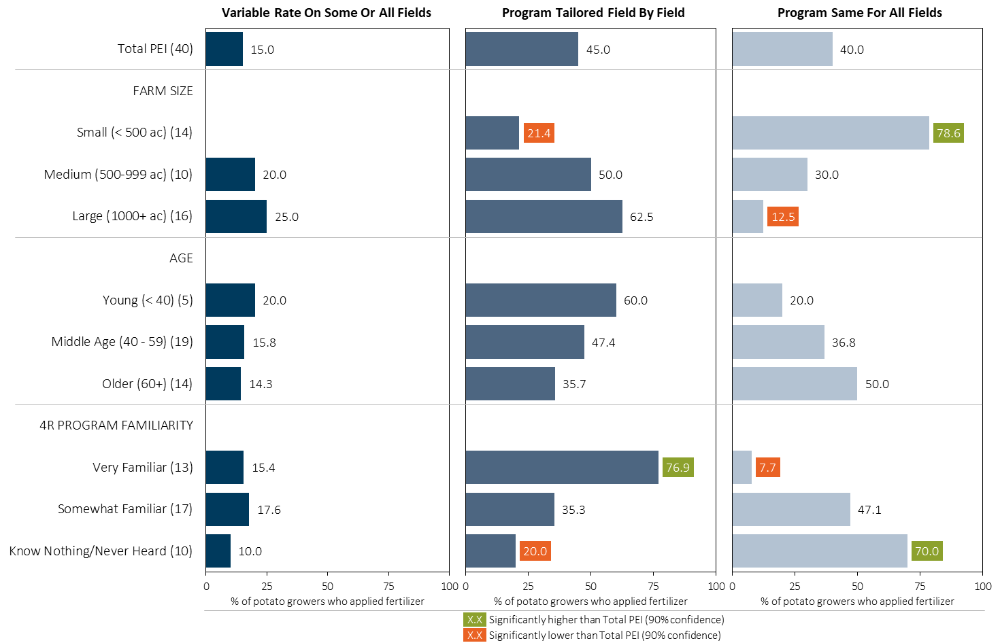 Variable Rate On Some Or All Fields
Program Tailored Field By Field
Program Same For All Fields
Total PEI (40)
15.0
45.0
40.0
FARM SIZE
Small (< 500 ac) (14)
21.4
78.6
Medium (500-999 ac) (10)
20.0
50.0
30.0
Large (1000+ ac) (16)
25.0
62.5
12.5
AGE
Young (< 40) (5)
20.0
60.0
20.0
Middle Age (40 - 59) (19)
15.8
47.4
36.8
Older (60+) (14)
14.3
35.7
50.0
4R PROGRAM FAMILIARITY
Very Familiar (13)
15.4
76.9
7.7
Somewhat Familiar (17)
17.6
35.3
47.1
Know Nothing/Never Heard (10)
10.0
20.0
70.0
0 25 50 75 100
0 25 50 75 100
0 25 50 75 100
% of potato growers who applied fertilizer
% of potato growers who applied fertilizer
% of potato growers who applied fertilizer
X.X Significantly higher than Total PEI (90% confidence)
X.X Significantly lower than Total PEI (90% confidence)